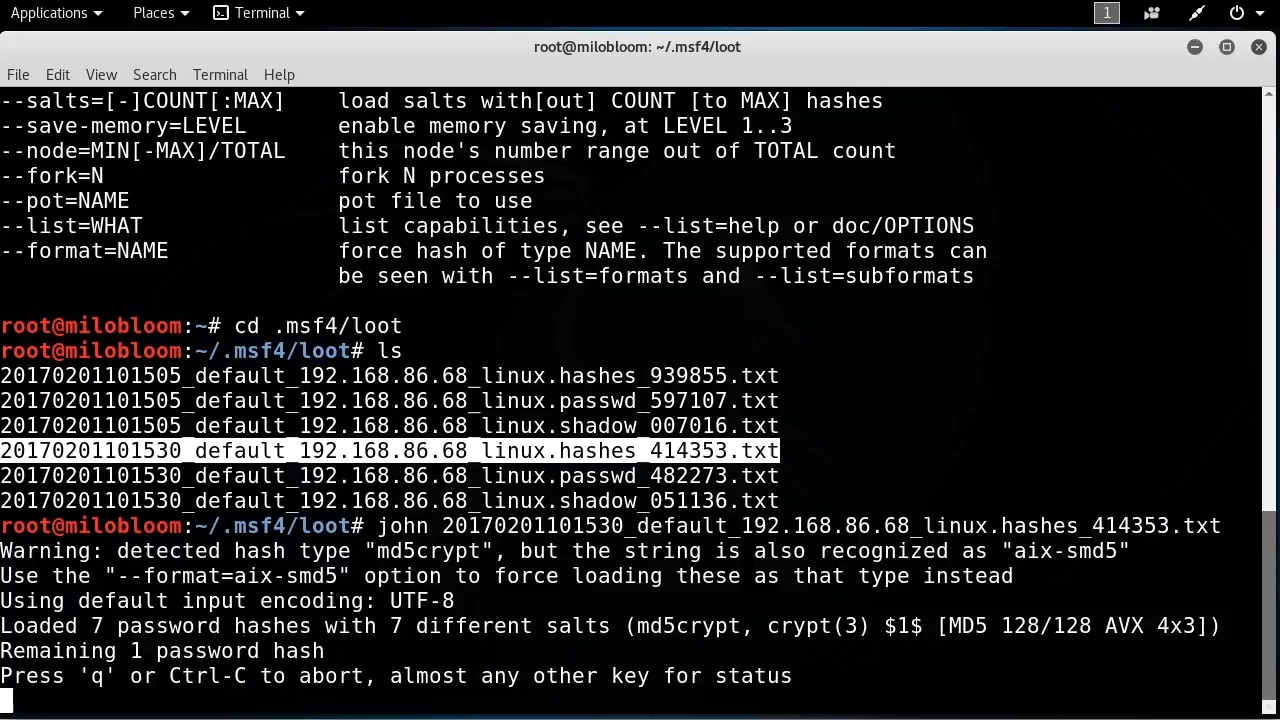 Applications Places Terminal 1
root@milobloom: ~/.msf4/loot
File Edit View Search Terminal Help
--salts=[-]COUNT[:MAX]    load salts with[out] COUNT [to MAX] hashes
--save-memory=LEVEL       enable memory saving, at LEVEL 1..3
--node=MIN[-MAX]/TOTAL    this node's number range out of TOTAL count
--fork=N                  fork N processes
--pot=NAME                pot file to use
--list=WHAT               list capabilities, see --list=help or doc/OPTIONS
--format=NAME             force hash of type NAME. The supported formats can
                          be seen with --list=formats and --list=subformats
root@milobloom:~# cd .msf4/loot
root@milobloom:~/.msf4/loot# ls
20170201101505_default_192.168.86.68_linux.hashes_939855.txt
20170201101505_default_192.168.86.68_linux.passwd_597107.txt
20170201101505_default_192.168.86.68_linux.shadow_007016.txt
20170201101530_default_192.168.86.68_linux.hashes_414353.txt
20170201101530_default_192.168.86.68_linux.passwd_482273.txt
20170201101530_default_192.168.86.68_linux.shadow_051136.txt
root@milobloom:~/.msf4/loot# john 20170201101530_default_192.168.86.68_linux.hashes_414353.txt
Warning: detected hash type "md5crypt", but the string is also recognized as "aix-smd5"
Use the "--format=aix-smd5" option to force loading these as that type instead
Using default input encoding: UTF-8
Loaded 7 password hashes with 7 different salts (md5crypt, crypt(3) $1$ [MD5 128/128 AVX 4x3])
Remaining 1 password hash
Press 'q' or Ctrl-C to abort, almost any other key for status